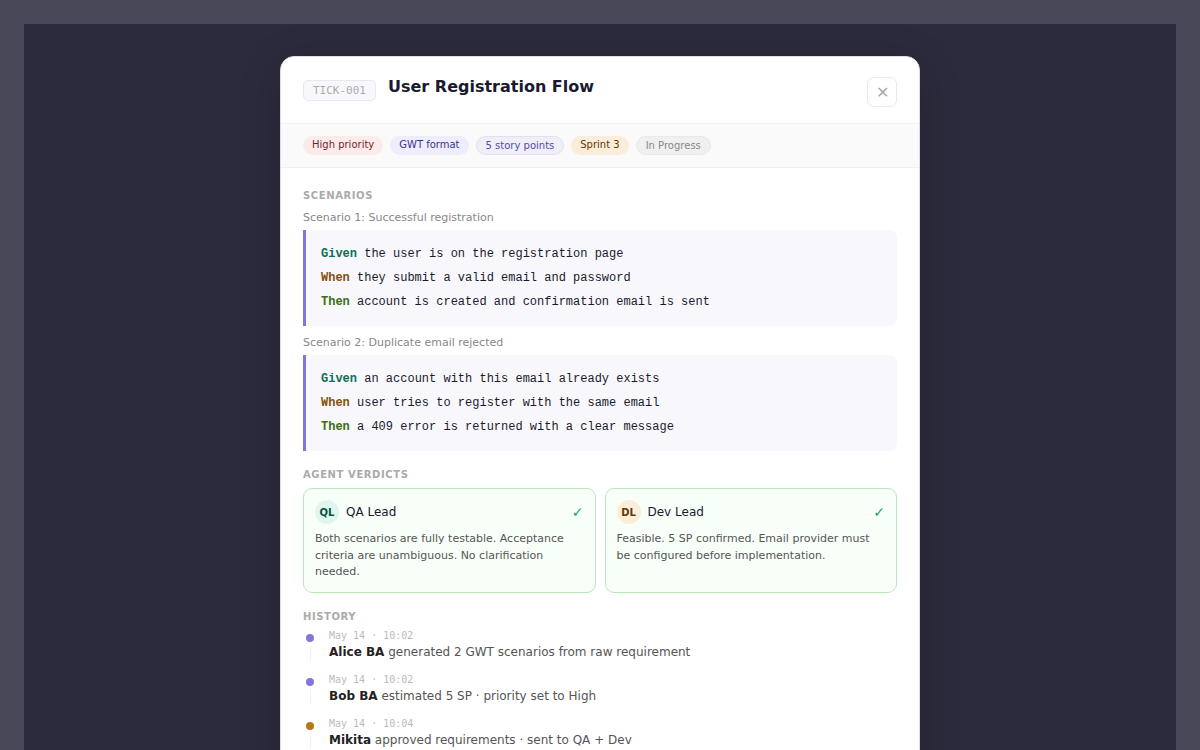 TICK-001 User Registration Flow ✕
High priority GWT format 5 story points Sprint 3 In Progress
SCENARIOS
Scenario 1: Successful registration
Given the user is on the registration page
When they submit a valid email and password
Then account is created and confirmation email is sent
Scenario 2: Duplicate email rejected
Given an account with this email already exists
When user tries to register with the same email
Then a 409 error is returned with a clear message
AGENT VERDICTS
QL QA Lead ✓
Both scenarios are fully testable. Acceptance
criteria are unambiguous. No clarification
needed.
DL Dev Lead ✓
Feasible. 5 SP confirmed. Email provider must
be configured before implementation.
HISTORY
May 14 · 10:02
Alice BA generated 2 GWT scenarios from raw requirement
May 14 · 10:02
Bob BA estimated 5 SP · priority set to High
May 14 · 10:04
Mikita approved requirements · sent to QA + Dev